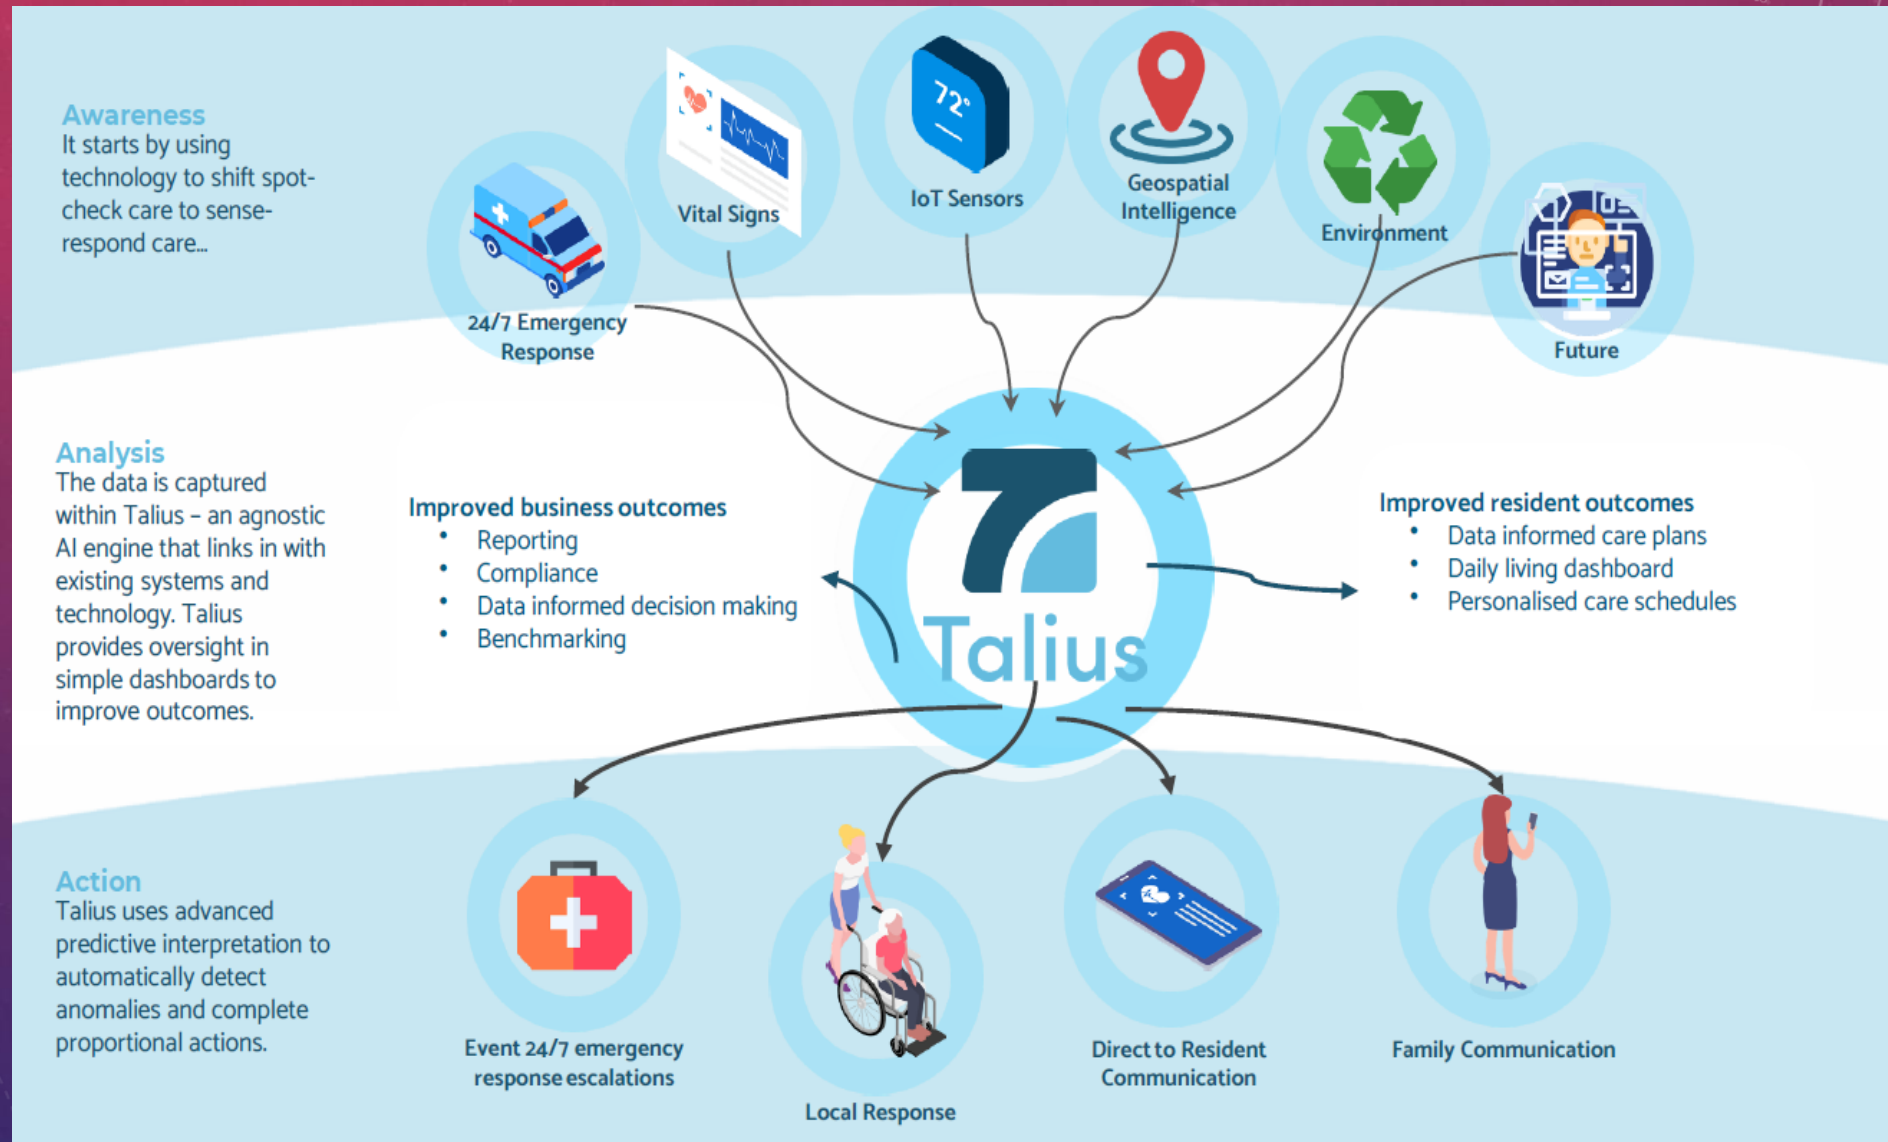 Awareness
It starts by using
technology to shift spot-
check care to sense-
respond care...
24/7 Emergency
Response
Vital Signs
72°
IoT Sensors
Geospatial
Intelligence
Environment
Future
Analysis
The data is captured
within Talius – an agnostic
AI engine that links in with
existing systems and
technology. Talius
provides oversight in
simple dashboards to
improve outcomes.
Improved business outcomes
• Reporting
• Compliance
• Data informed decision making
• Benchmarking
Talius
Improved resident outcomes
• Data informed care plans
• Daily living dashboard
• Personalised care schedules
Action
Talius uses advanced
predictive interpretation to
automatically detect
anomalies and complete
proportional actions.
Event 24/7 emergency
response escalations
Local Response
Direct to Resident
Communication
Family Communication